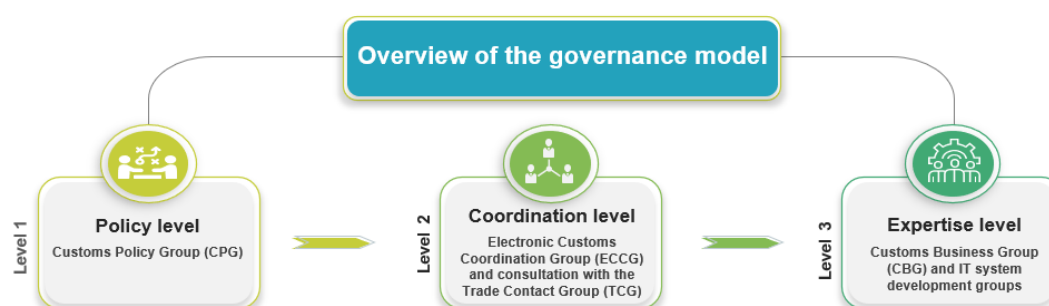 Overview of the governance model
Level 1
Policy level
Customs Policy Group (CPG)
Level 2
Coordination level
Electronic Customs
Coordination Group (ECCG)
and consultation with the
Trade Contact Group (TCG)
Level 3
Expertise level
Customs Business Group
(CBG) and IT system
development groups